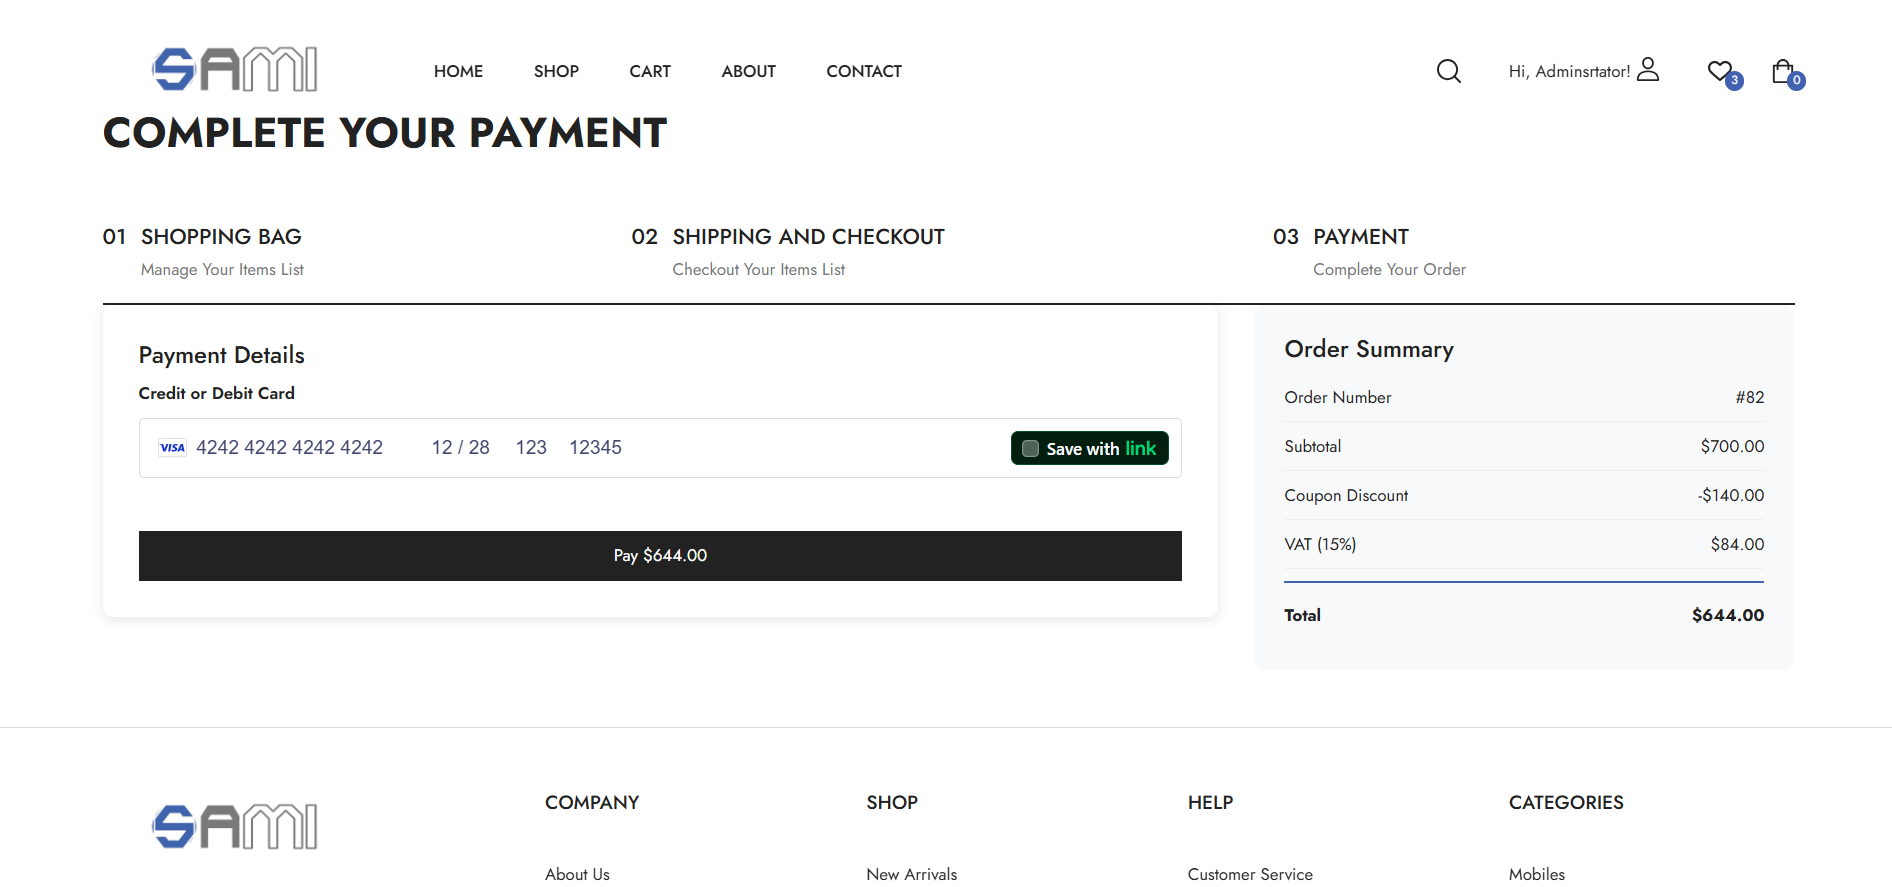 SAMI
HOME SHOP CART ABOUT CONTACT
Hi, Adminsrtator! 3 0
COMPLETE YOUR PAYMENT
01 SHOPPING BAG
Manage Your Items List
02 SHIPPING AND CHECKOUT
Checkout Your Items List
03 PAYMENT
Complete Your Order
Payment Details
Credit or Debit Card
VISA 4242 4242 4242 4242 12 / 28 123 12345 Save with link
Pay $644.00
Order Summary
Order Number #82
Subtotal $700.00
Coupon Discount -$140.00
VAT (15%) $84.00
Total $644.00
SAMI
COMPANY
About Us
SHOP
New Arrivals
HELP
Customer Service
CATEGORIES
Mobiles